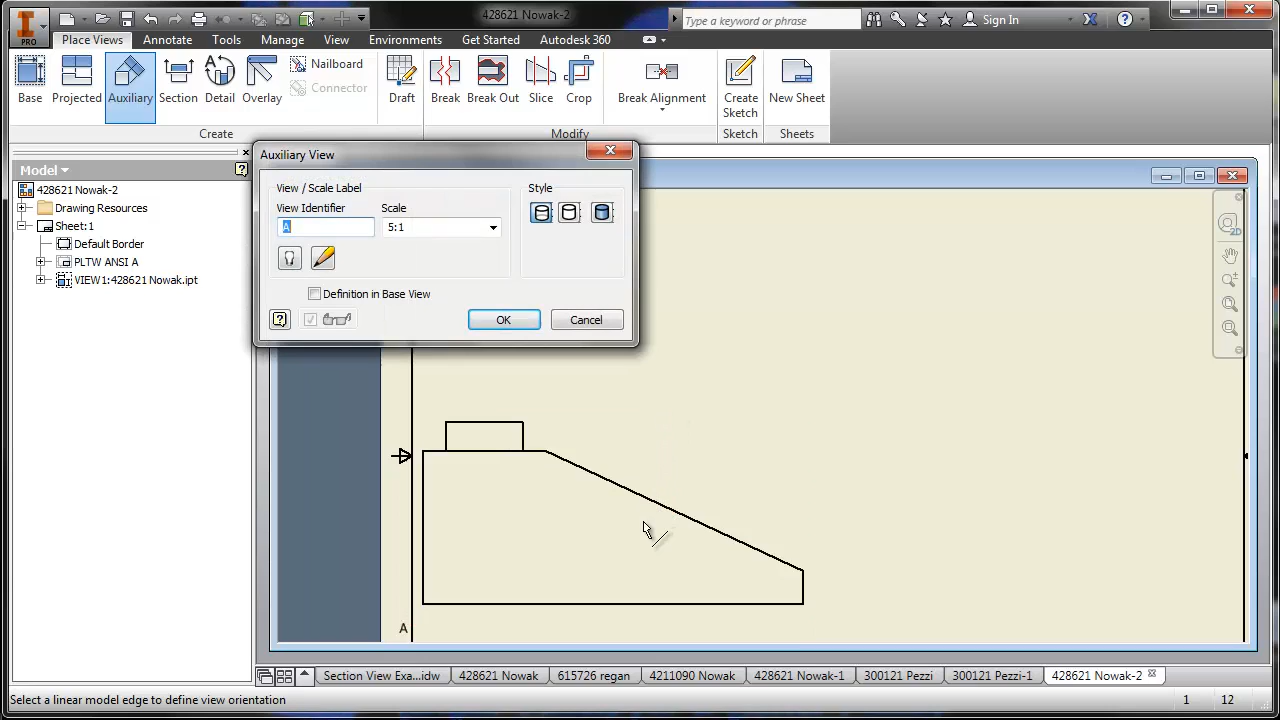 PRO
428621 Nowak-2
Type a keyword or phrase
Sign In
Place Views
Annotate
Tools
Manage
View
Environments
Get Started
Autodesk 360
Base
Projected
Auxiliary
Section
Detail
Overlay
Nailboard
Connector
Draft
Break
Break Out
Slice
Crop
Break Alignment
Create
Sketch
New Sheet
Create
Modify
Sketch
Sheets
Model
428621 Nowak-2
Drawing Resources
Sheet:1
Default Border
PLTW ANSI A
VIEW1:428621 Nowak.ipt
Auxiliary View
View / Scale Label
View Identifier
Scale
A
5:1
Style
Definition in Base View
OK
Cancel
2D
A
Section View Exa...idw
428621 Nowak
615726 regan
4211090 Nowak
428621 Nowak-1
300121 Pezzi
300121 Pezzi-1
428621 Nowak-2
Select a linear model edge to define view orientation
1
12